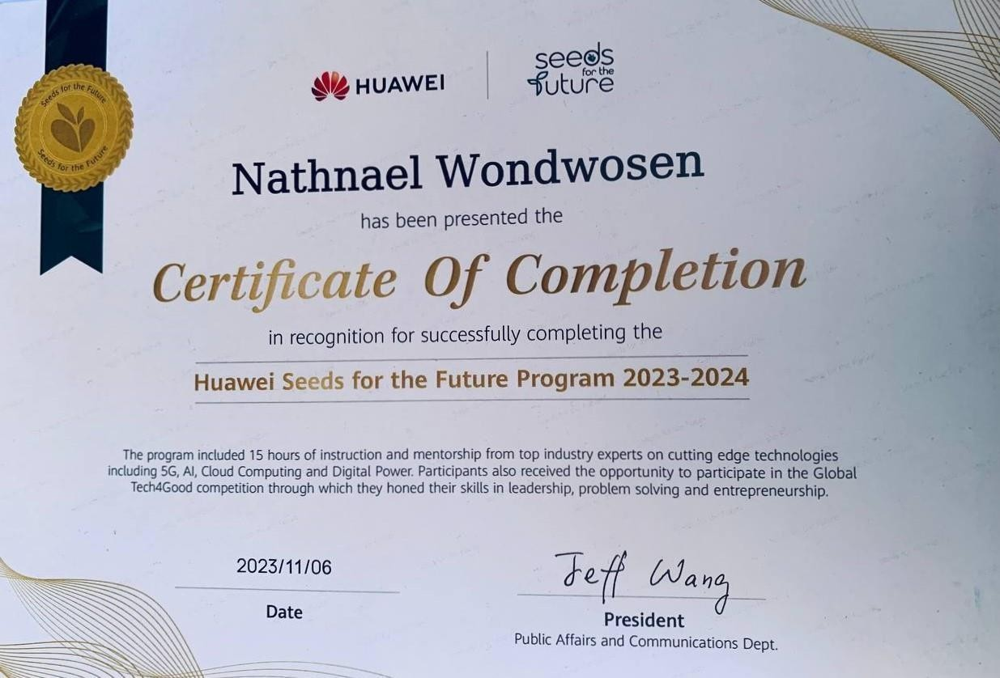 HUAWEI
seeds
for the
future
Seeds for the Future
Seeds for the Future
Nathnael Wondwosen
has been presented the
Certificate Of Completion
in recognition for successfully completing the
Huawei Seeds for the Future Program 2023-2024
The program included 15 hours of instruction and mentorship from top industry experts on cutting edge technologies
including 5G, AI, Cloud Computing and Digital Power. Participants also received the opportunity to participate in the Global
Tech4Good competition through which they honed their skills in leadership, problem solving and entrepreneurship.
2023/11/06
Date
Jeff Wang
President
Public Affairs and Communications Dept.